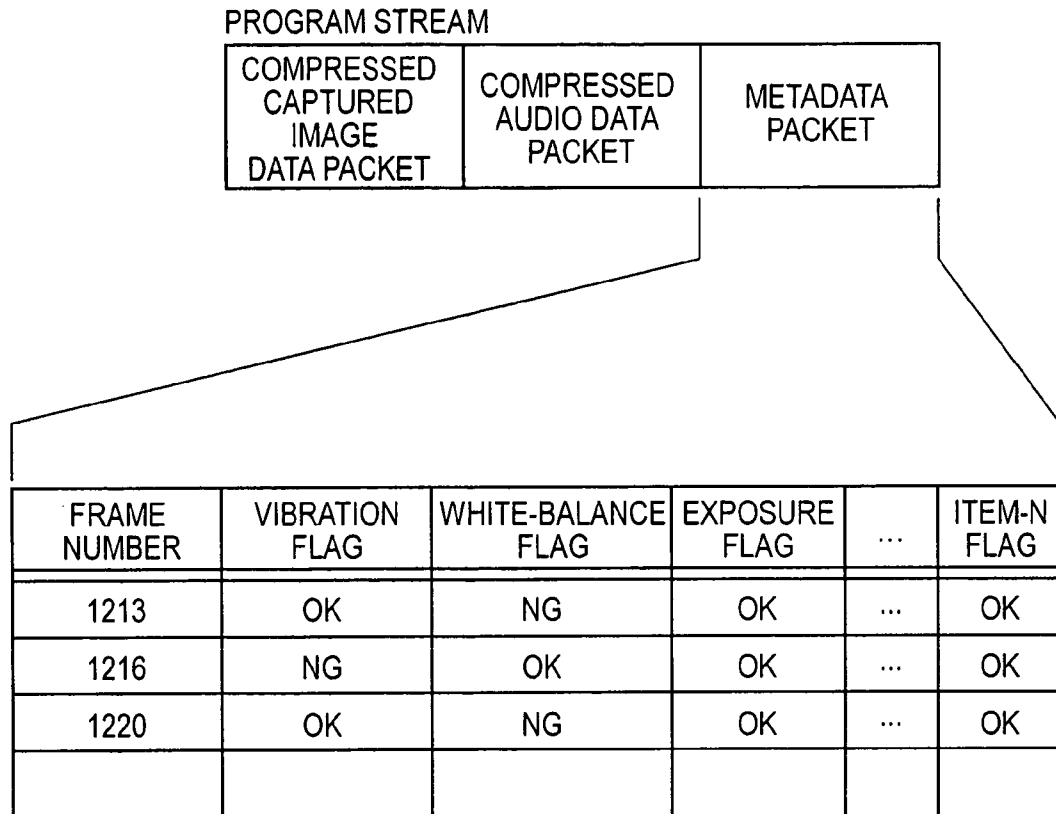 PROGRAM STREAM
COMPRESSED
CAPTURED
IMAGE
DATA PACKET
COMPRESSED
AUDIO DATA
PACKET
METADATA
PACKET
FRAME
NUMBER
VIBRATION
FLAG
WHITE-BALANCE
FLAG
EXPOSURE
FLAG
...
ITEM-N
FLAG
1213 OK NG OK ... OK
1216 NG OK OK ... OK
1220 OK NG OK ... OK